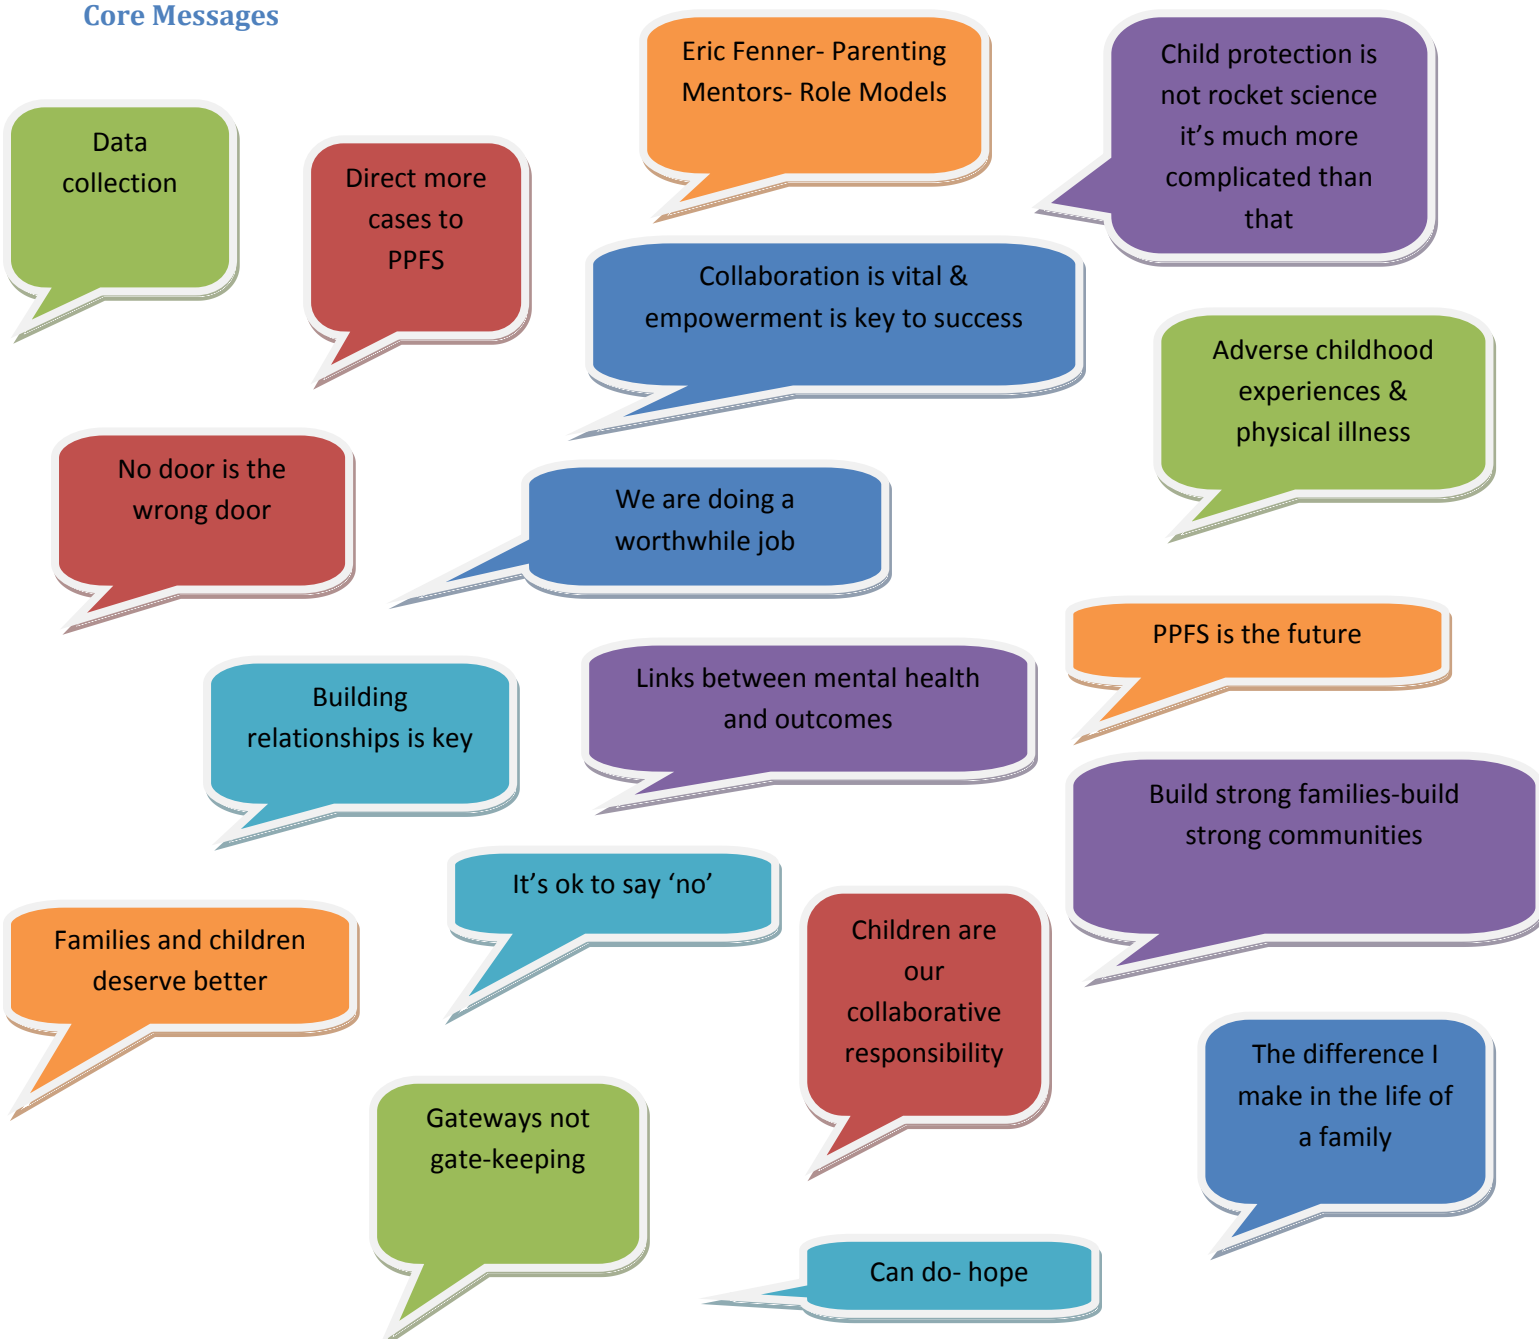 Core Messages
Eric Fenner- Parenting
Mentors- Role Models
Child protection is
not rocket science
it’s much more
complicated than
that
Data
collection
Direct more
cases to
PPFS
Collaboration is vital &
empowerment is key to success
Adverse childhood
experiences &
physical illness
No door is the
wrong door
We are doing a
worthwhile job
PPFS is the future
Building
relationships is key
Links between mental health
and outcomes
Build strong families-build
strong communities
It’s ok to say ‘no’
Families and children
deserve better
Children are
our
collaborative
responsibility
The difference I
make in the life of
a family
Gateways not
gate-keeping
Can do- hope